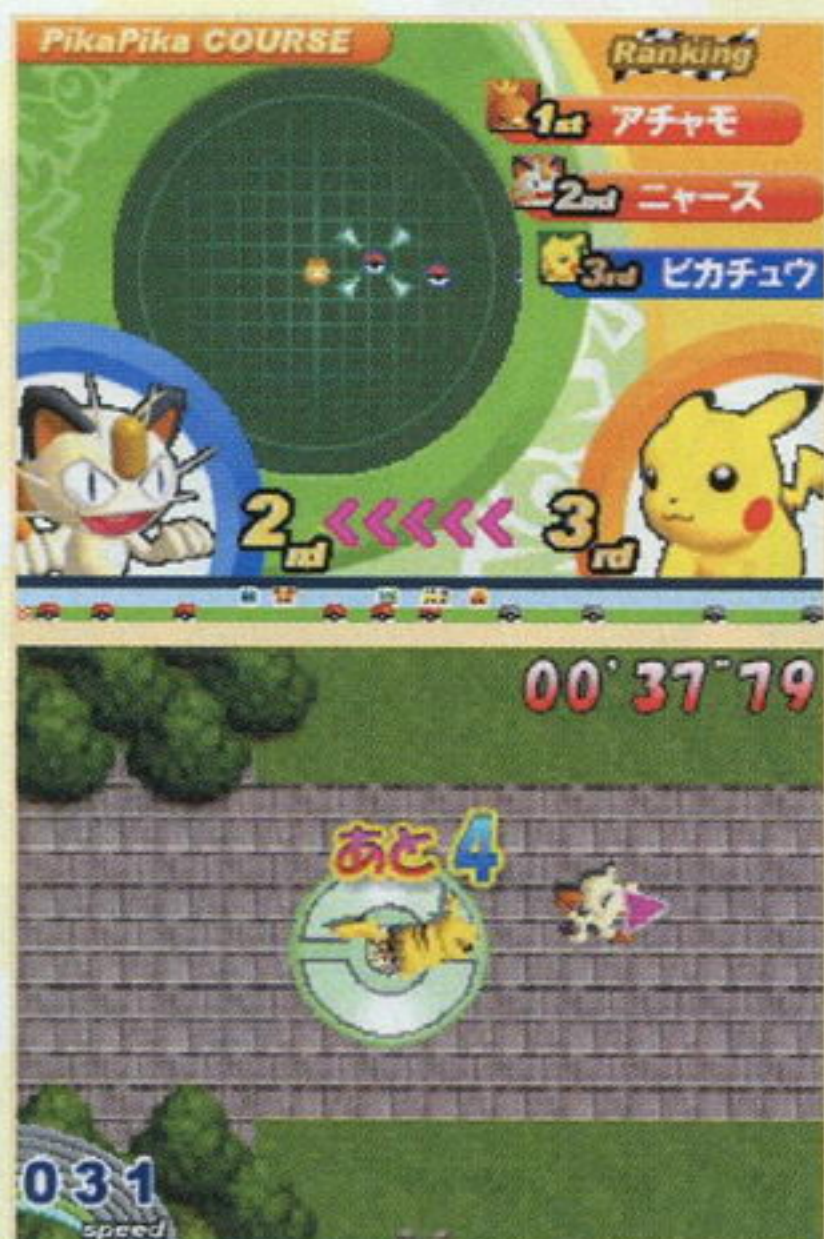 PikaPika COURSE
Ranking
1st アチャモ
2nd ニャース
3rd ピカチュウ
2nd 3rd
00'37"79
あと4
031
speed